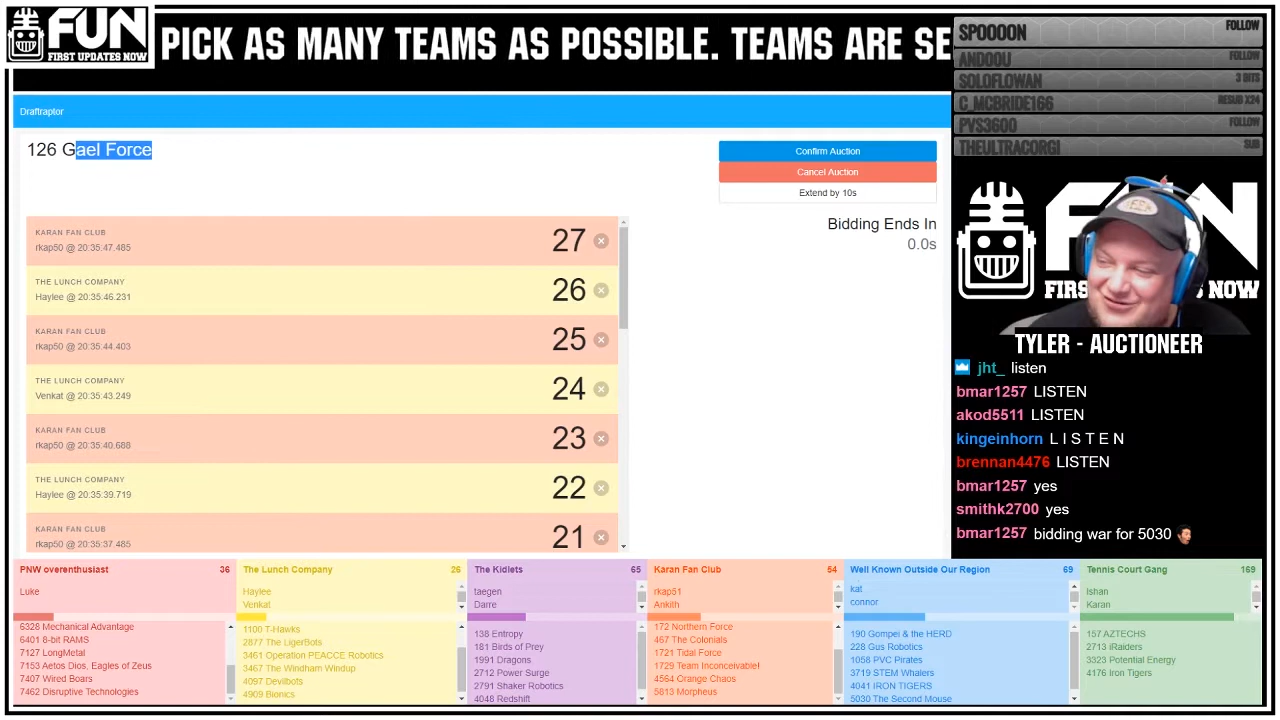 FUN
FIRST UPDATES NOW
PICK AS MANY TEAMS AS POSSIBLE. TEAMS ARE SE
Draftraptor
126 Gael Force
Confirm Auction
Cancel Auction
Extend by 10s
Bidding Ends In
0.0s
KARAN FAN CLUB
rkap50 @ 20:35:47.485
27
THE LUNCH COMPANY
Haylee @ 20:35:46.231
26
KARAN FAN CLUB
rkap50 @ 20:35:44.403
25
THE LUNCH COMPANY
Venkat @ 20:35:43.249
24
KARAN FAN CLUB
rkap50 @ 20:35:40.688
23
THE LUNCH COMPANY
Haylee @ 20:35:39.719
22
KARAN FAN CLUB
rkap50 @ 20:35:37.485
21
SPOOOON FOLLOW
ANDOOU FOLLOW
SOLOFLOWAN 3 BITS
C_MCBRIDE166 RESUB X24
PVS3600 FOLLOW
THEULTRACORGI SUB
TYLER - AUCTIONEER
jht_ listen
bmar1257 LISTEN
akod5511 LISTEN
kingeinhorn L I S T E N
brennan4476 LISTEN
bmar1257 yes
smithk2700 yes
bmar1257 bidding war for 5030
PNW overenthusiast 36
Luke
6328 Mechanical Advantage
6401 8-bit RAMS
7127 LongMetal
7153 Aetos Dios, Eagles of Zeus
7407 Wired Boars
7462 Disruptive Technologies
The Lunch Company 26
Haylee
Venkat
1100 T-Hawks
2877 The LigerBots
3461 Operation PEACCE Robotics
3467 The Windham Windup
4097 Devilbots
4909 Bionics
The Kidlets 65
taegen
Darre
138 Entropy
181 Birds of Prey
1991 Dragons
2712 Power Surge
2791 Shaker Robotics
4048 Redshift
Karan Fan Club 54
rkap51
Ankith
172 Northern Force
467 The Colonials
1721 Tidal Force
1729 Team Inconceivable!
4564 Orange Chaos
5813 Morpheus
Well Known Outside Our Region 69
kat
connor
190 Gompei & the HERD
228 Gus Robotics
1058 PVC Pirates
3719 STEM Whalers
4041 IRON TIGERS
5030 The Second Mouse
Tennis Court Gang 169
Ishan
Karan
157 AZTECHS
2713 iRaiders
3323 Potential Energy
4176 Iron Tigers